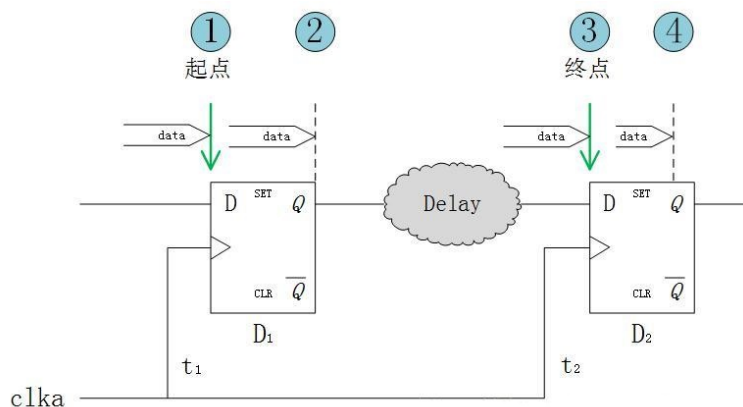 ① ② ③ ④
起点 终点
data data data data
D SET Q Delay D SET Q
CLR Q CLR Q
D₁ D₂
t₁ t₂
clka